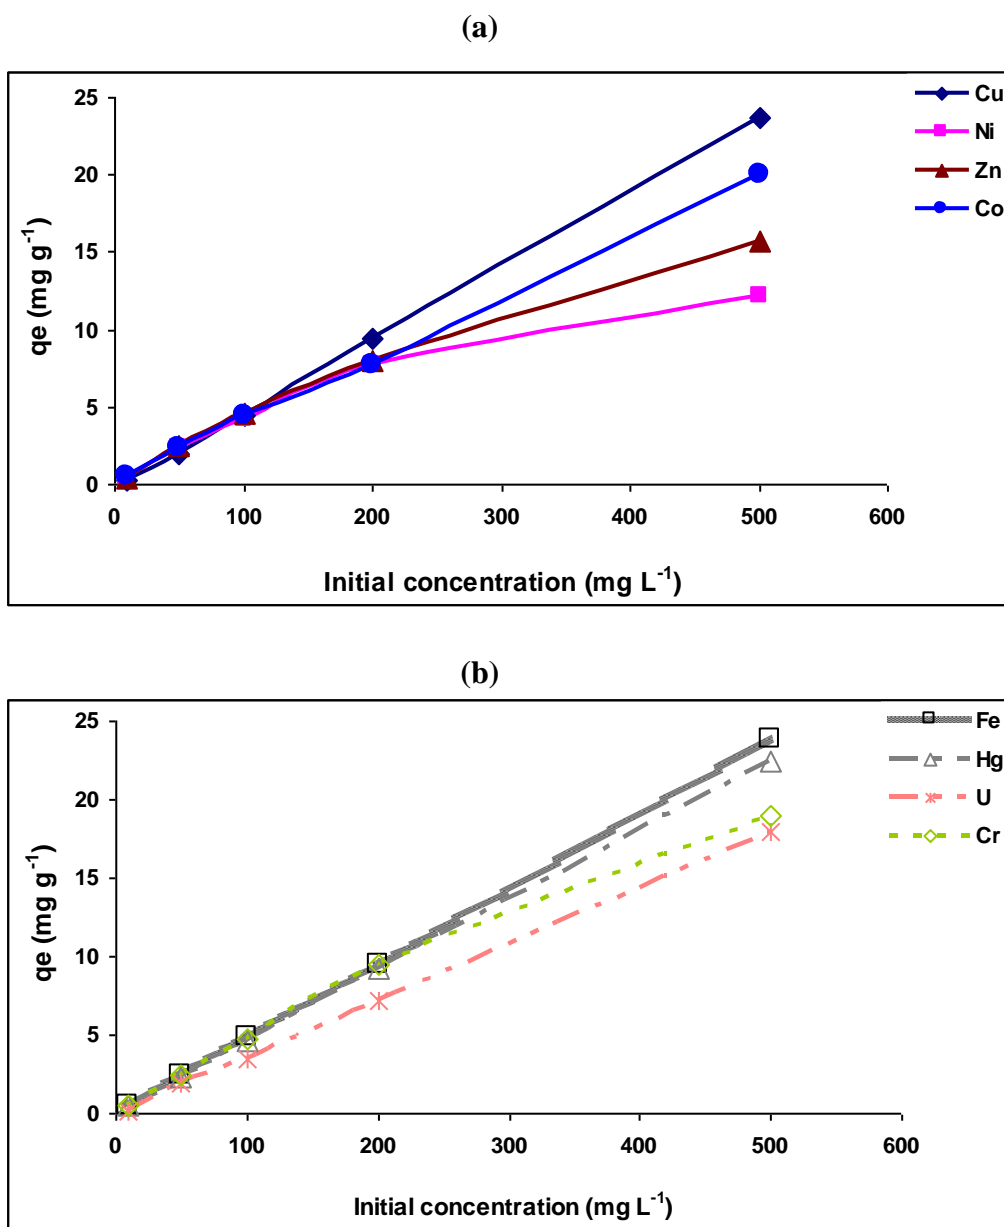 (a)
25
20
15
10
5
0
qe (mg g⁻¹)
0 100 200 300 400 500 600
Initial concentration (mg L⁻¹)
Cu
Ni
Zn
Co
(b)
25
20
15
10
5
0
qe (mg g⁻¹)
0 100 200 300 400 500 600
Initial concentration (mg L⁻¹)
Fe
Hg
U
Cr